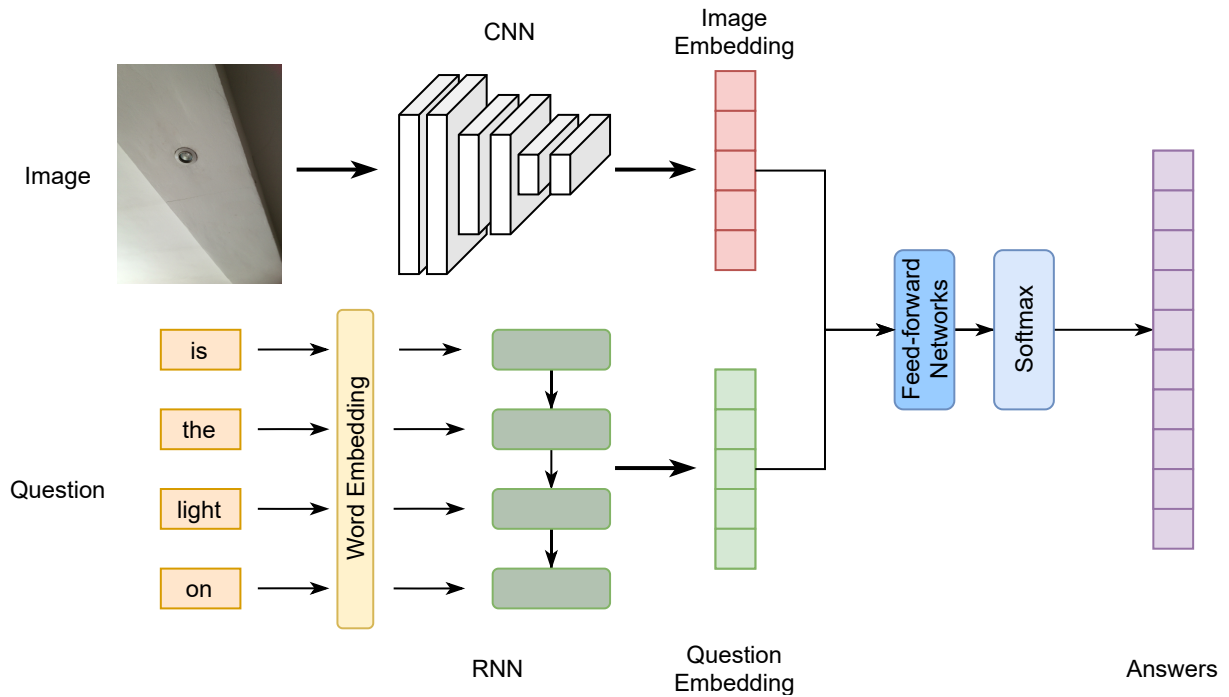 CNN
Image
Embedding
Image
is
the
light
on
Question
Word Embedding
RNN
Question
Embedding
Feed-forward
Networks
Softmax
Answers